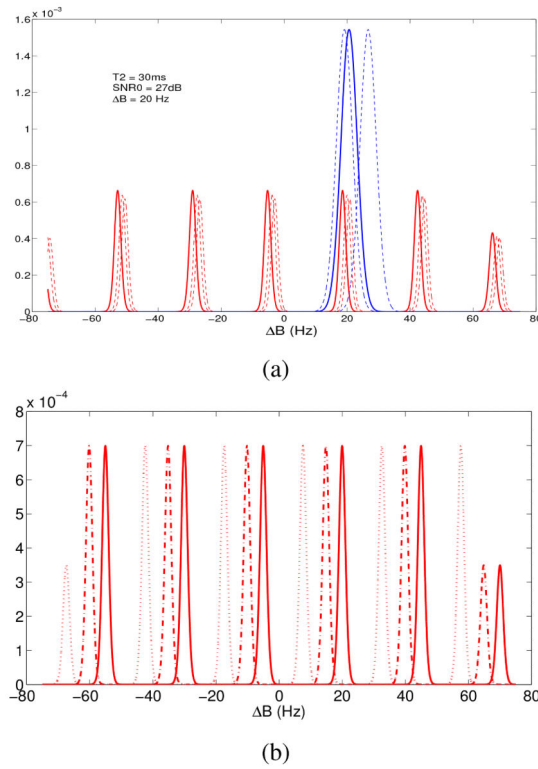 x 10⁻³
1.6
1.4
1.2
1
0.8
0.6
0.4
0.2
0
T2 = 30ms
SNR0 = 27dB
ΔB = 20 Hz
−80 −60 −40 −20 0 20 40 60 80
ΔB (Hz)
(a)
x 10⁻⁴
8
7
6
5
4
3
2
1
0
−80 −60 −40 −20 0 20 40 60 80
ΔB (Hz)
(b)